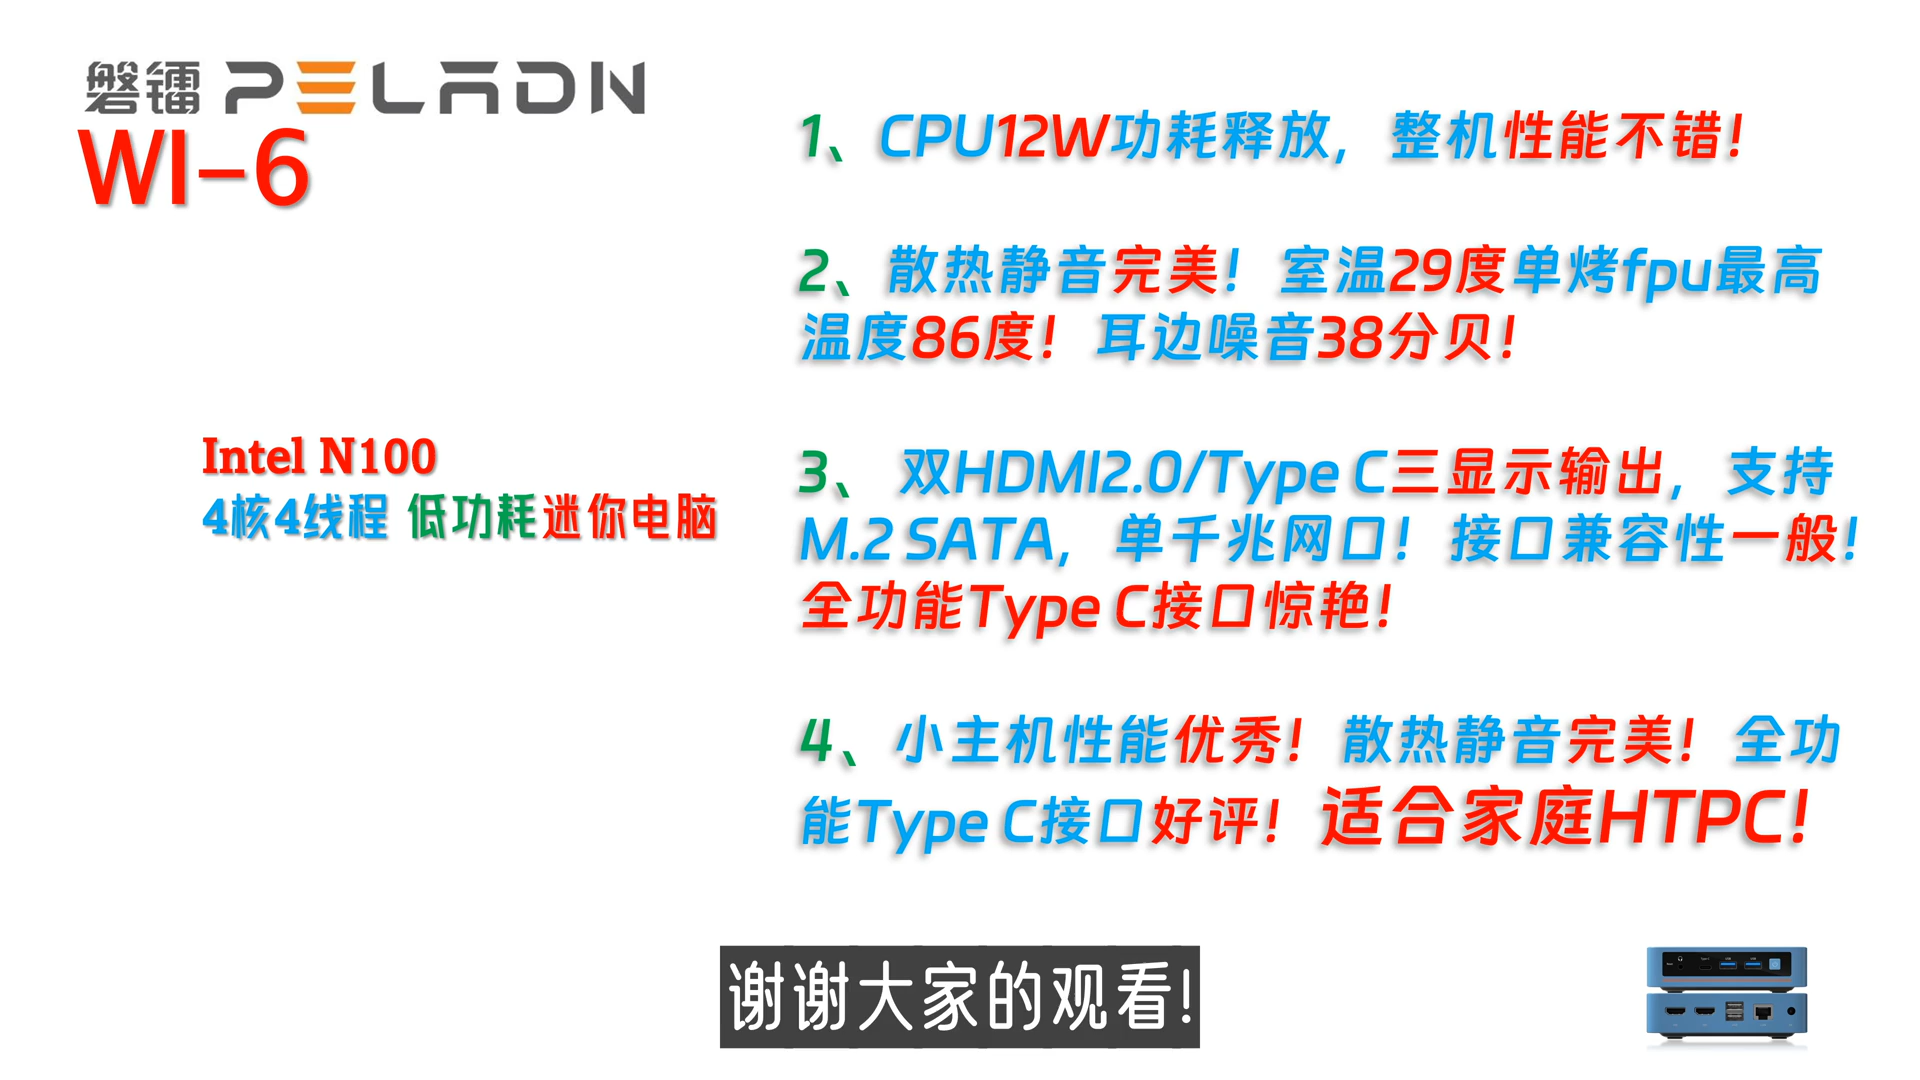 磐镭 PELADN
WI-6
Intel N100
4核4线程 低功耗迷你电脑
1、CPU12W功耗释放，整机性能不错！
2、散热静音完美！室温29度单烤fpu最高
温度86度！耳边噪音38分贝！
3、双HDMI2.0/Type C三显示输出，支持
M.2 SATA，单千兆网口！接口兼容性一般！
全功能Type C接口惊艳！
4、小主机性能优秀！散热静音完美！全功
能Type C接口好评！适合家庭HTPC！
谢谢大家的观看！